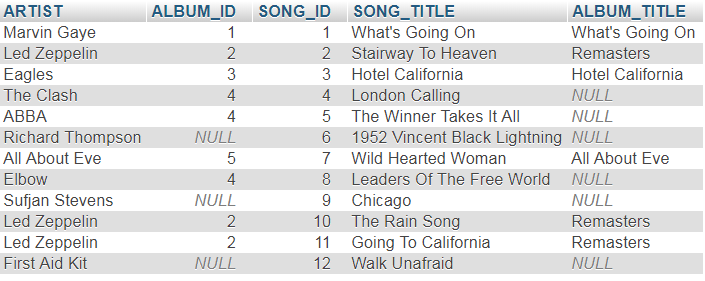 ARTIST ALBUM_ID SONG_ID SONG_TITLE ALBUM_TITLE
Marvin Gaye 1 1 What's Going On What's Going On
Led Zeppelin 2 2 Stairway To Heaven Remasters
Eagles 3 3 Hotel California Hotel California
The Clash 4 4 London Calling NULL
ABBA 4 5 The Winner Takes It All NULL
Richard Thompson NULL 6 1952 Vincent Black Lightning NULL
All About Eve 5 7 Wild Hearted Woman All About Eve
Elbow 4 8 Leaders Of The Free World NULL
Sufjan Stevens NULL 9 Chicago NULL
Led Zeppelin 2 10 The Rain Song Remasters
Led Zeppelin 2 11 Going To California Remasters
First Aid Kit NULL 12 Walk Unafraid NULL